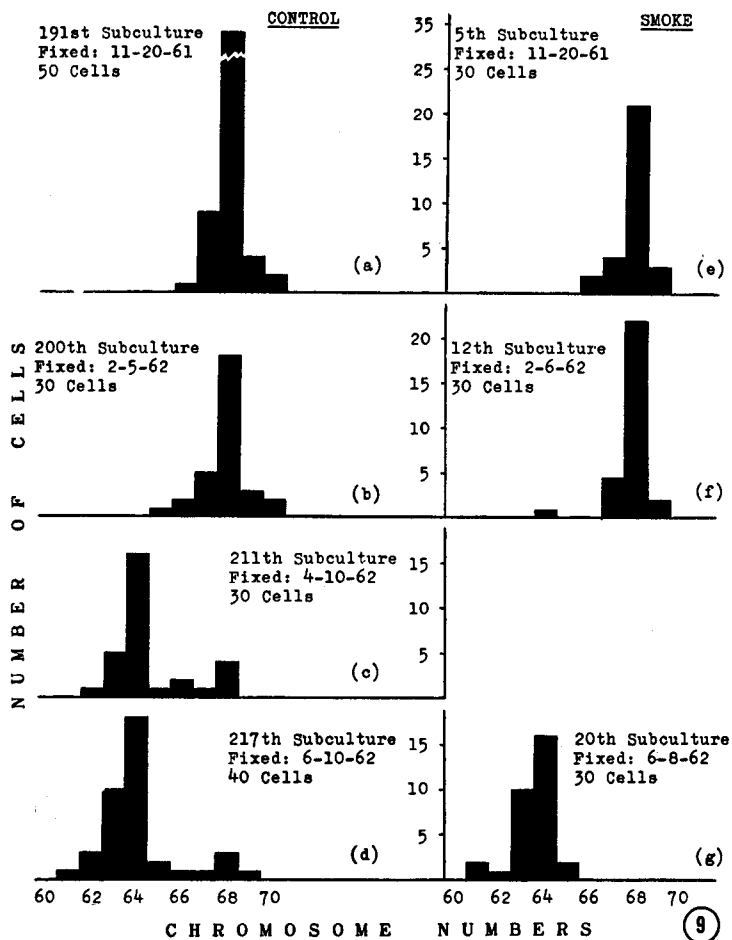 CONTROL
191st Subculture
Fixed: 11-20-61
50 Cells
(a)
SMOKE
5th Subculture
Fixed: 11-20-61
30 Cells
35
25
20
15
10
5
(e)
200th Subculture
Fixed: 2-5-62
30 Cells
(b)
12th Subculture
Fixed: 2-6-62
30 Cells
20
15
10
5
(f)
211th Subculture
Fixed: 4-10-62
30 Cells
(c)
15
10
5
217th Subculture
Fixed: 6-10-62
40 Cells
(d)
20th Subculture
Fixed: 6-8-62
30 Cells
15
10
5
(g)
NUMBER OF CELLS
60 62 64 66 68 70
60 62 64 66 68 70
CHROMOSOME NUMBERS
9